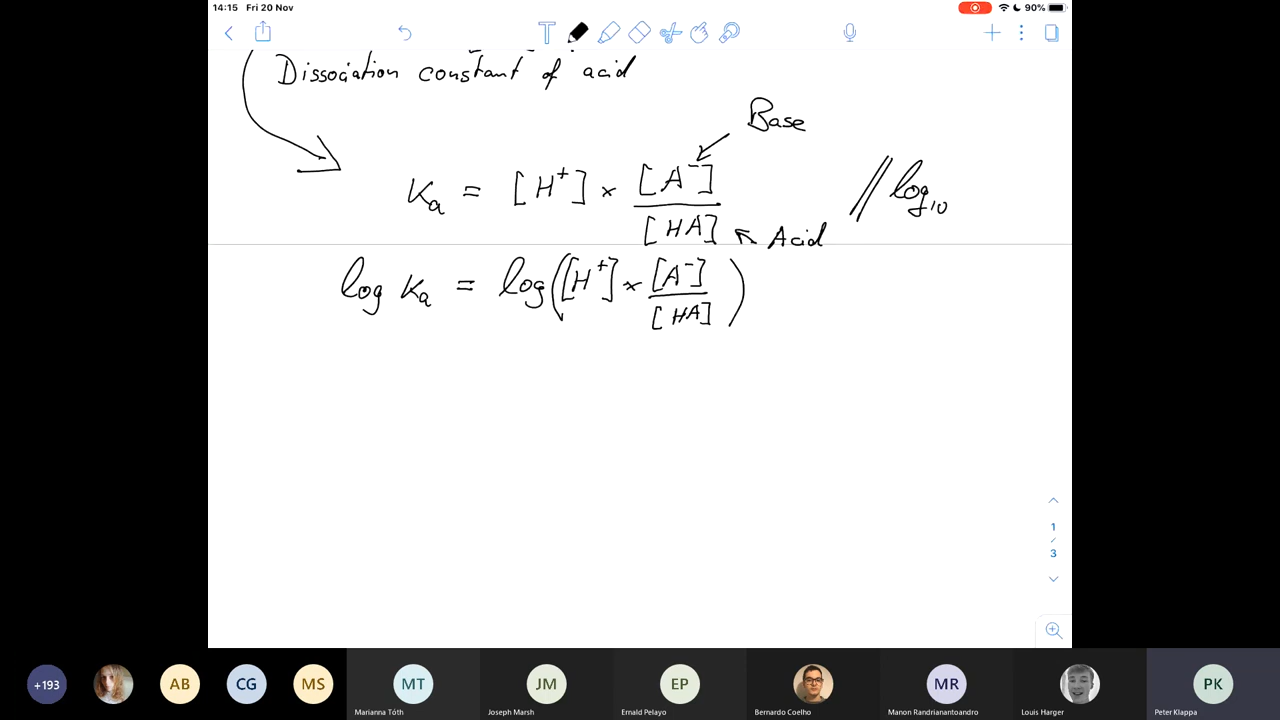 14:15 Fri 20 Nov
90%
Dissociation constant of acid
Base
Ka = [H⁺] × [A⁻] / [HA]
// log₁₀
Acid
log Ka = log([H⁺] × [A⁻] / [HA])
1
/
3
+193
AB
CG
MS
MT
JM
EP
MR
PK
Marianna Tóth
Joseph Marsh
Ernald Pelayo
Bernardo Coelho
Manon Randrianantoandro
Louis Harger
Peter Klappa